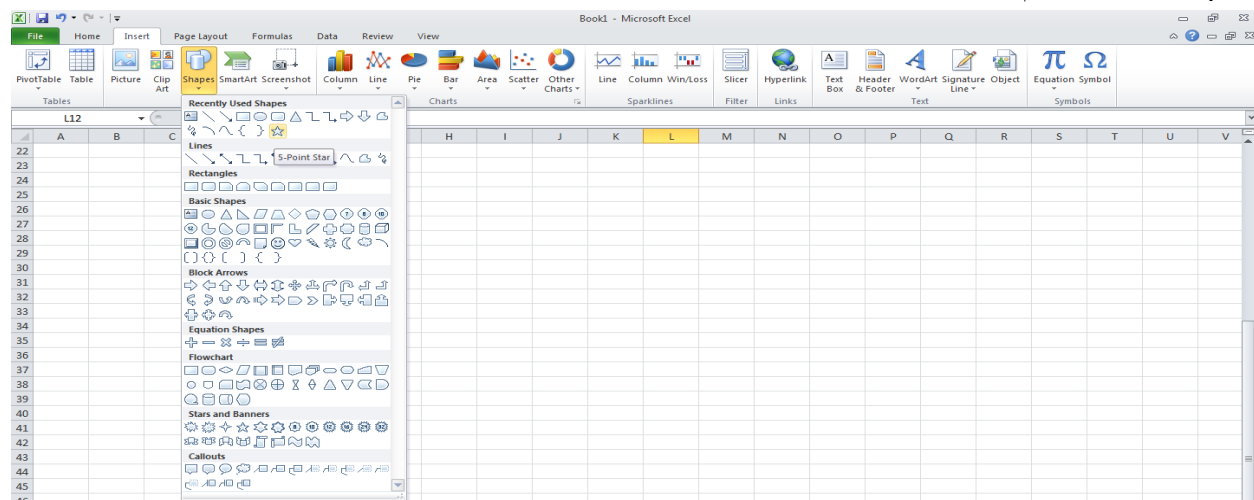 Book1 - Microsoft Excel
File Home Insert Page Layout Formulas Data Review View
PivotTable Table Picture Clip Art Shapes SmartArt Screenshot Column Line Pie Bar Area Scatter Other Charts Line Column Win/Loss Slicer Hyperlink Text Box Header & Footer WordArt Signature Line Object Equation Symbol
Tables Charts Sparklines Filter Links Text Symbols
L12
Recently Used Shapes
A B C H I J K L M N O P Q R S T U V
22
Lines
5-Point Star
23
Rectangles
24
25
Basic Shapes
26
27
28
29
30
Block Arrows
31
32
33
34
Equation Shapes
35
36
Flowchart
37
38
39
40
Stars and Banners
41
42
43
Callouts
44
45